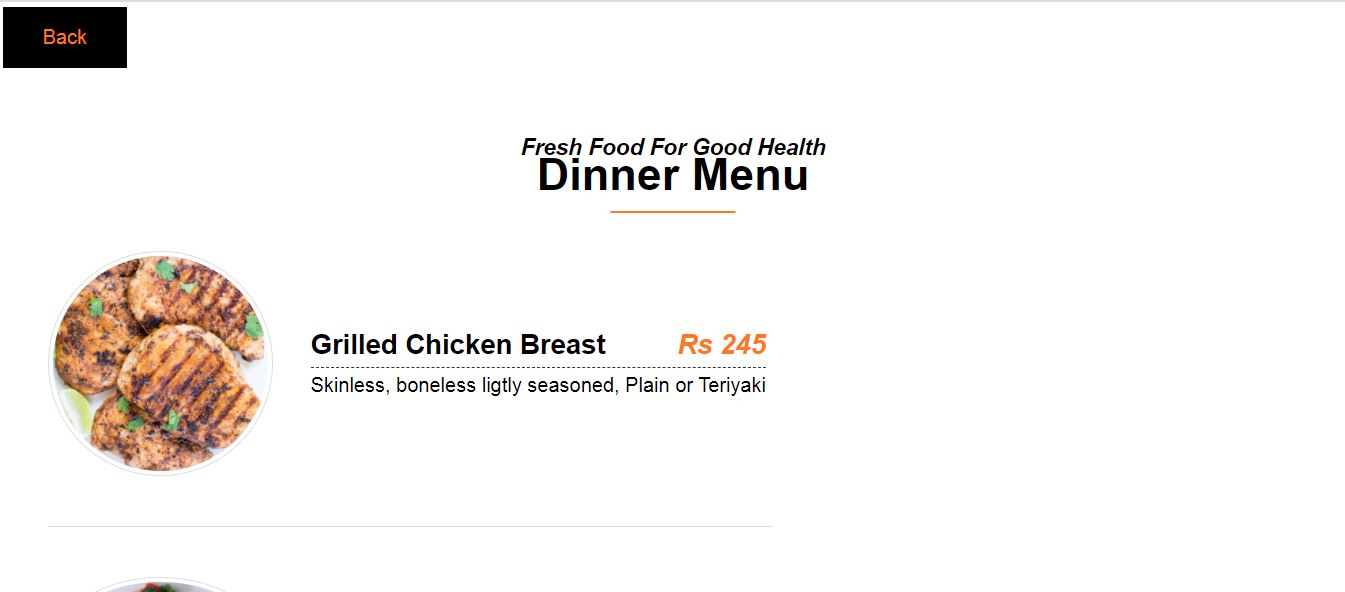 Back
Fresh Food For Good Health
Dinner Menu
Grilled Chicken Breast Rs 245
Skinless, boneless ligtly seasoned, Plain or Teriyaki